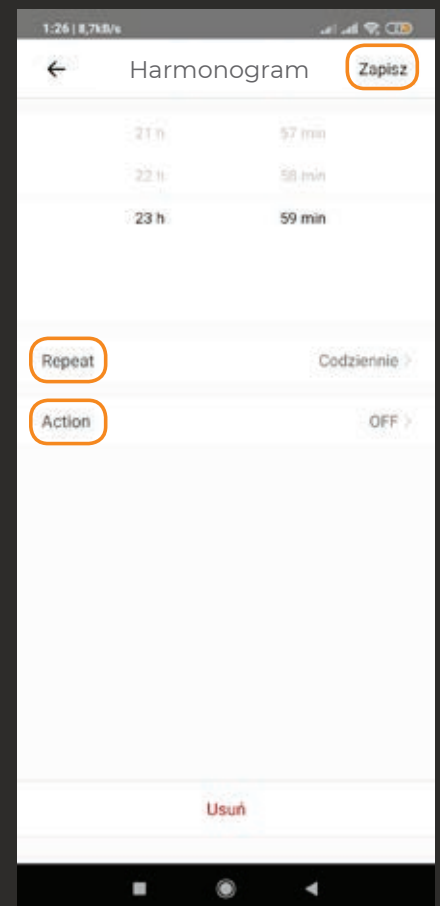 1:26 | 8,7kB/s
Harmonogram Zapisz
21 h 57 min
22 h 58 min
23 h 59 min
Repeat Codziennie
Action OFF
Usuń